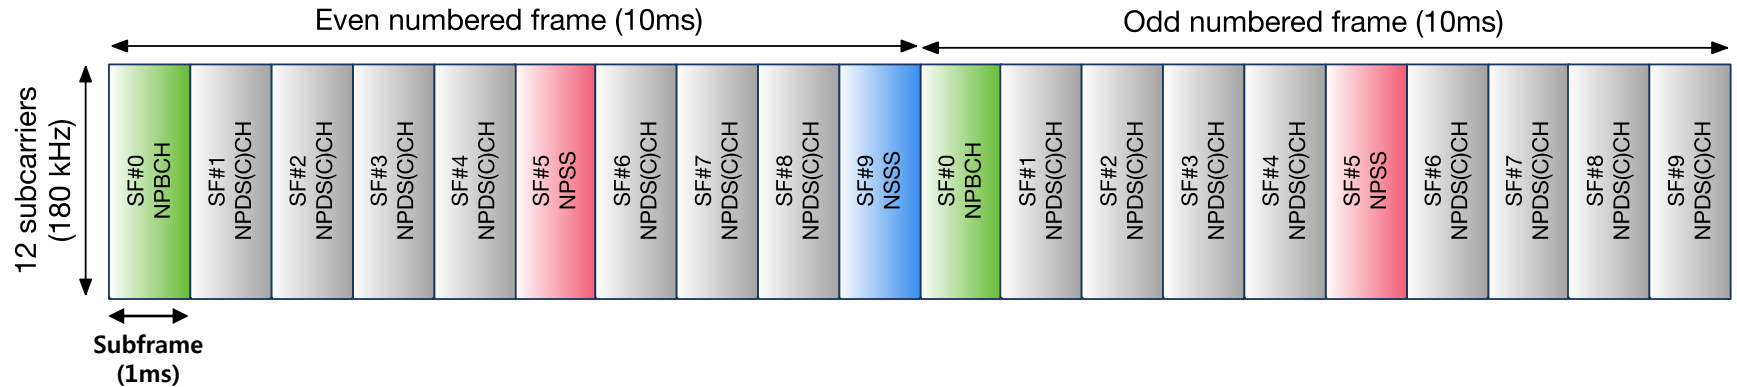 Even numbered frame (10ms)
Odd numbered frame (10ms)
12 subcarriers
(180 kHz)
SF#0
NPBCH
SF#1
NPDS(C)CH
SF#2
NPDS(C)CH
SF#3
NPDS(C)CH
SF#4
NPDS(C)CH
SF#5
NPSS
SF#6
NPDS(C)CH
SF#7
NPDS(C)CH
SF#8
NPDS(C)CH
SF#9
NSSS
SF#0
NPBCH
SF#1
NPDS(C)CH
SF#2
NPDS(C)CH
SF#3
NPDS(C)CH
SF#4
NPDS(C)CH
SF#5
NPSS
SF#6
NPDS(C)CH
SF#7
NPDS(C)CH
SF#8
NPDS(C)CH
SF#9
NPDS(C)CH
Subframe
(1ms)